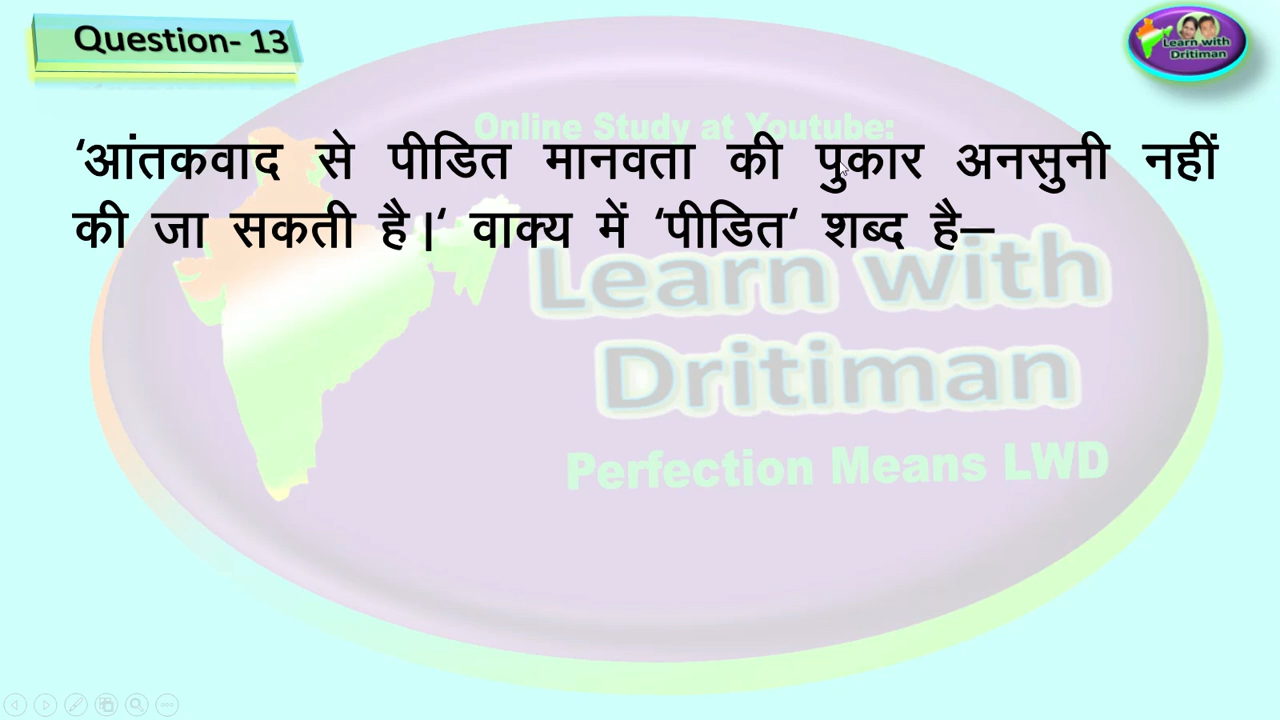 Question- 13
Learn with
Dritiman
Online Study at Youtube:
‘आंतकवाद से पीडित मानवता की पुकार अनसुनी नहीं
की जा सकती है।‘ वाक्य में ‘पीडित‘ शब्द है–
Learn with
Dritiman
Perfection Means LWD